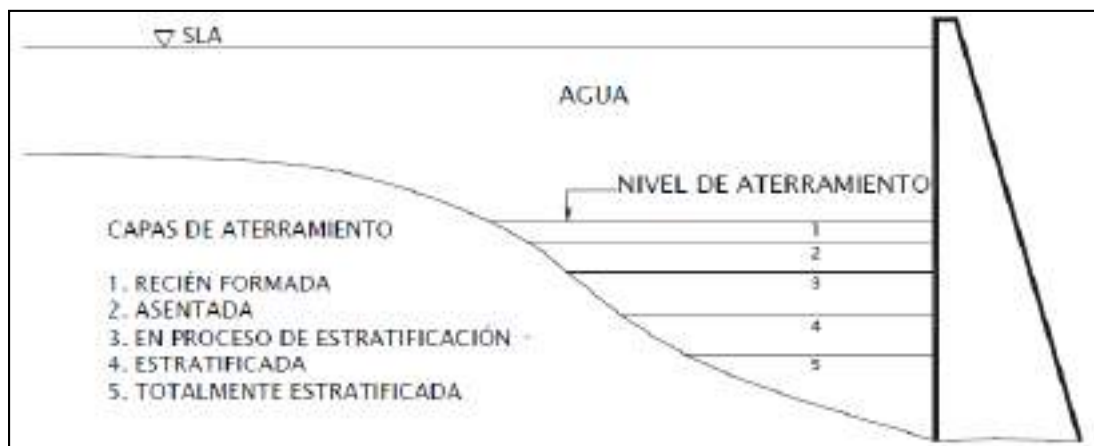 SLA
AGUA
NIVEL DE ATERRAMIENTO
CAPAS DE ATERRAMIENTO
1. RECIÉN FORMADA
2. ASENTADA
3. EN PROCESO DE ESTRATIFICACIÓN
4. ESTRATIFICADA
5. TOTALMENTE ESTRATIFICADA
1
2
3
4
5